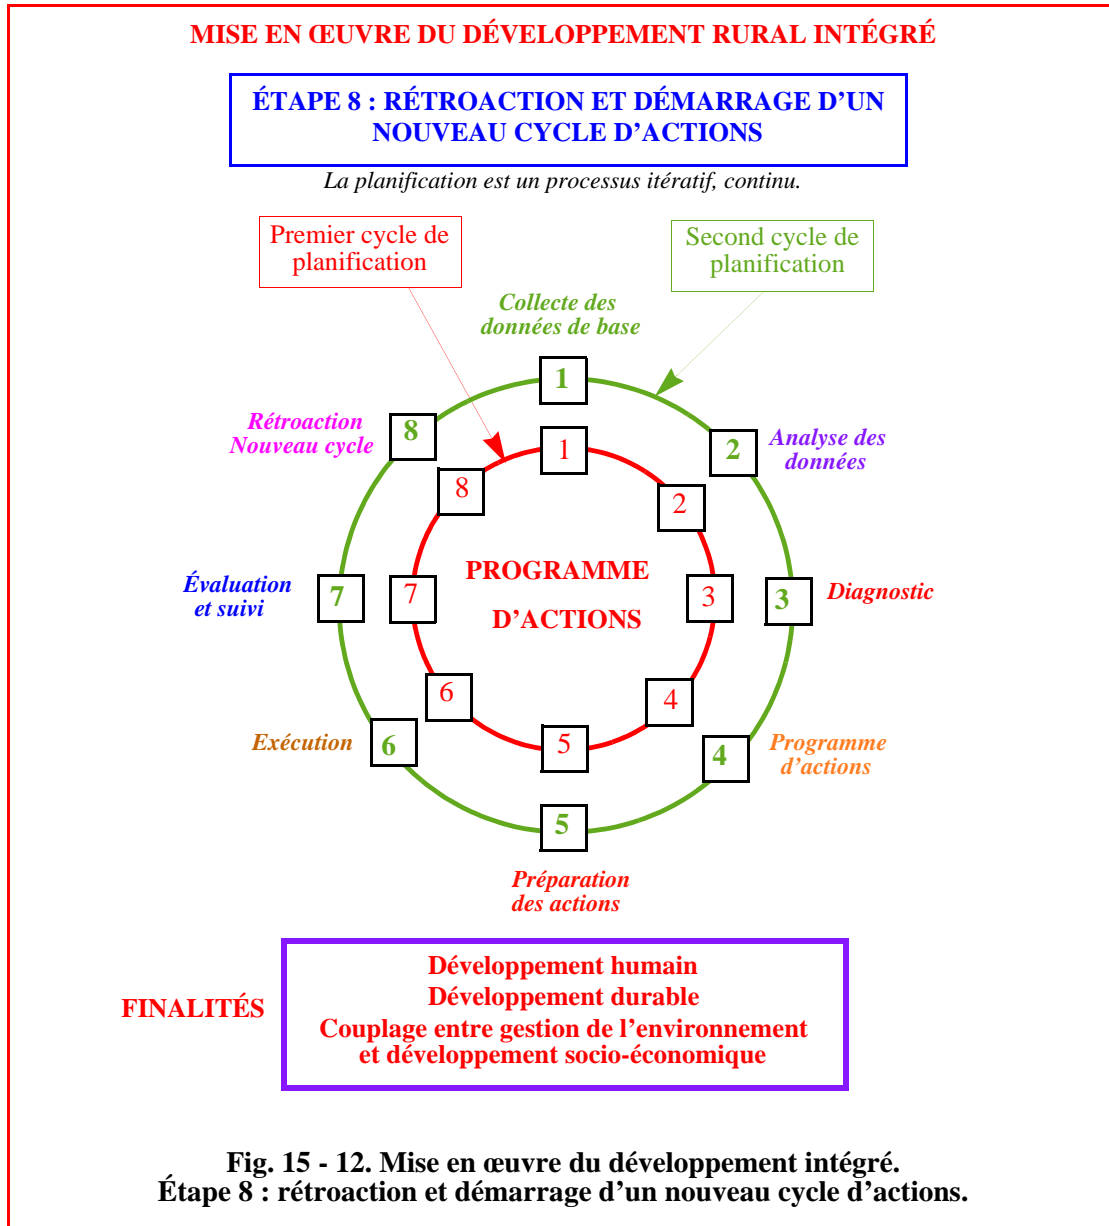 MISE EN ŒUVRE DU DÉVELOPPEMENT RURAL INTÉGRÉ
ÉTAPE 8 : RÉTROACTION ET DÉMARRAGE D’UN
NOUVEAU CYCLE D’ACTIONS
La planification est un processus itératif, continu.
Premier cycle de
planification
Second cycle de
planification
Collecte des
données de base
1
Rétroaction
Nouveau cycle
8
2
Analyse des
données
1
8
2
Évaluation
et suivi
7
7
PROGRAMME
D’ACTIONS
3
3
Diagnostic
6
4
5
Exécution
6
4
Programme
d’actions
5
Préparation
des actions
FINALITÉS
Développement humain
Développement durable
Couplage entre gestion de l’environnement
et développement socio-économique
Fig. 15 - 12. Mise en œuvre du développement intégré.
Étape 8 : rétroaction et démarrage d’un nouveau cycle d’actions.